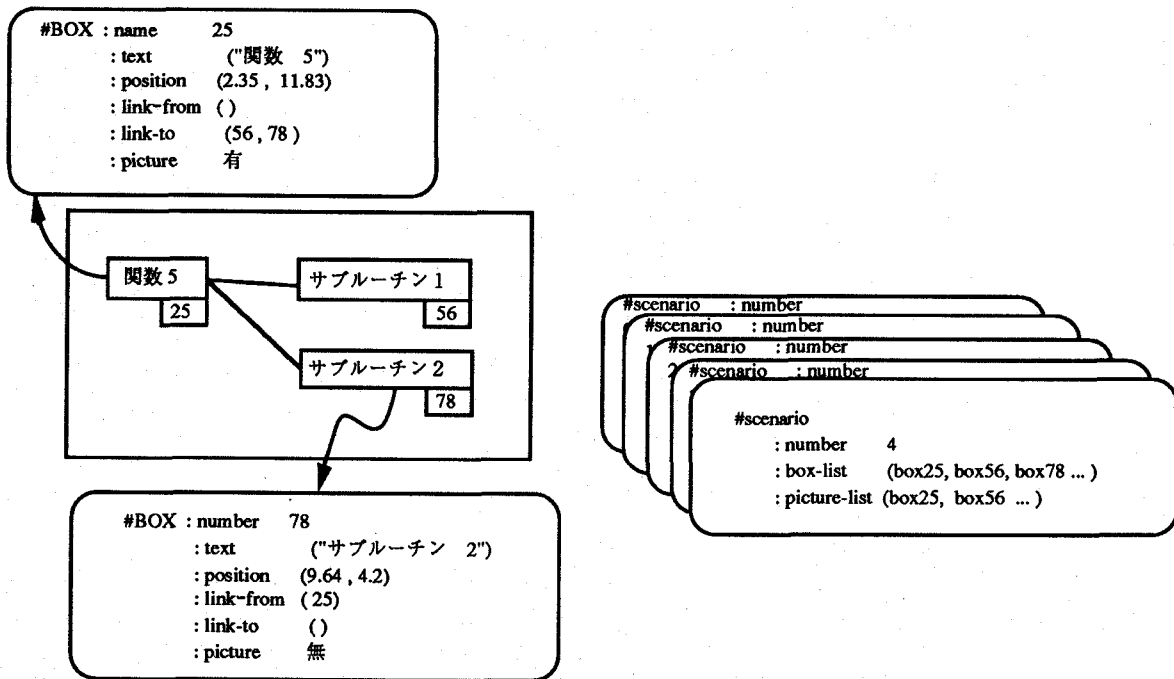 #BOX : name 25
: text ("関数 5")
: position (2.35 , 11.83)
: link-from ( )
: link-to (56 , 78 )
: picture 有
関数 5
25
サブルーチン 1
56
サブルーチン 2
78
#BOX : number 78
: text ("サブルーチン 2")
: position (9.64 , 4.2)
: link-from ( 25)
: link-to ( )
: picture 無
#scenario : number
#scenario : number
#scenario : number
2
#scenario : number
#scenario
: number 4
: box-list (box25, box56, box78 ... )
: picture-list (box25, box56 ... )